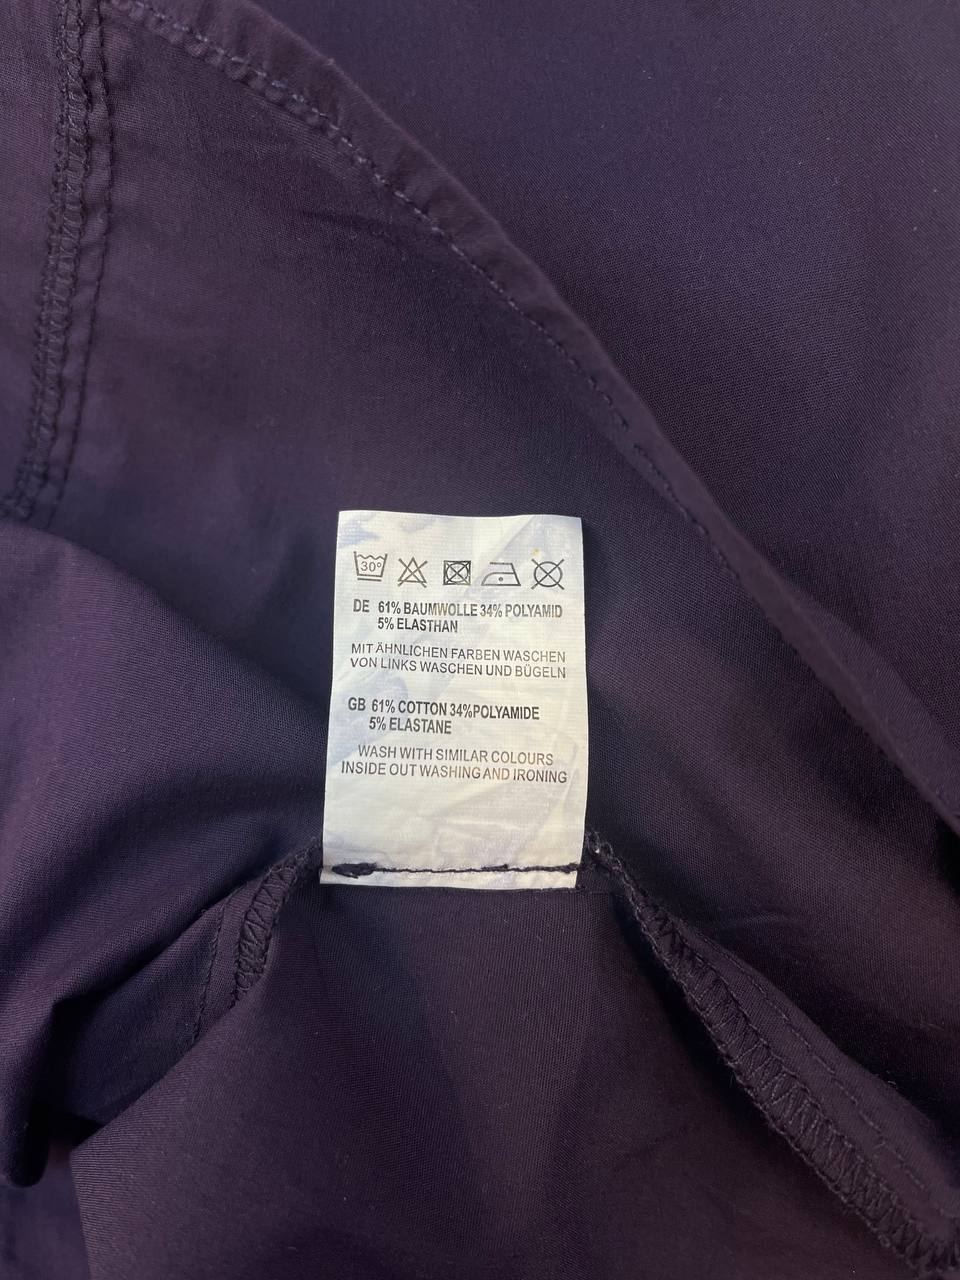 30°
DE 61% BAUMWOLLE 34% POLYAMID
5% ELASTHAN
MIT ÄHNLICHEN FARBEN WASCHEN
VON LINKS WASCHEN UND BÜGELN
GB 61% COTTON 34%POLYAMIDE
5% ELASTANE
WASH WITH SIMILAR COLOURS
INSIDE OUT WASHING AND IRONING